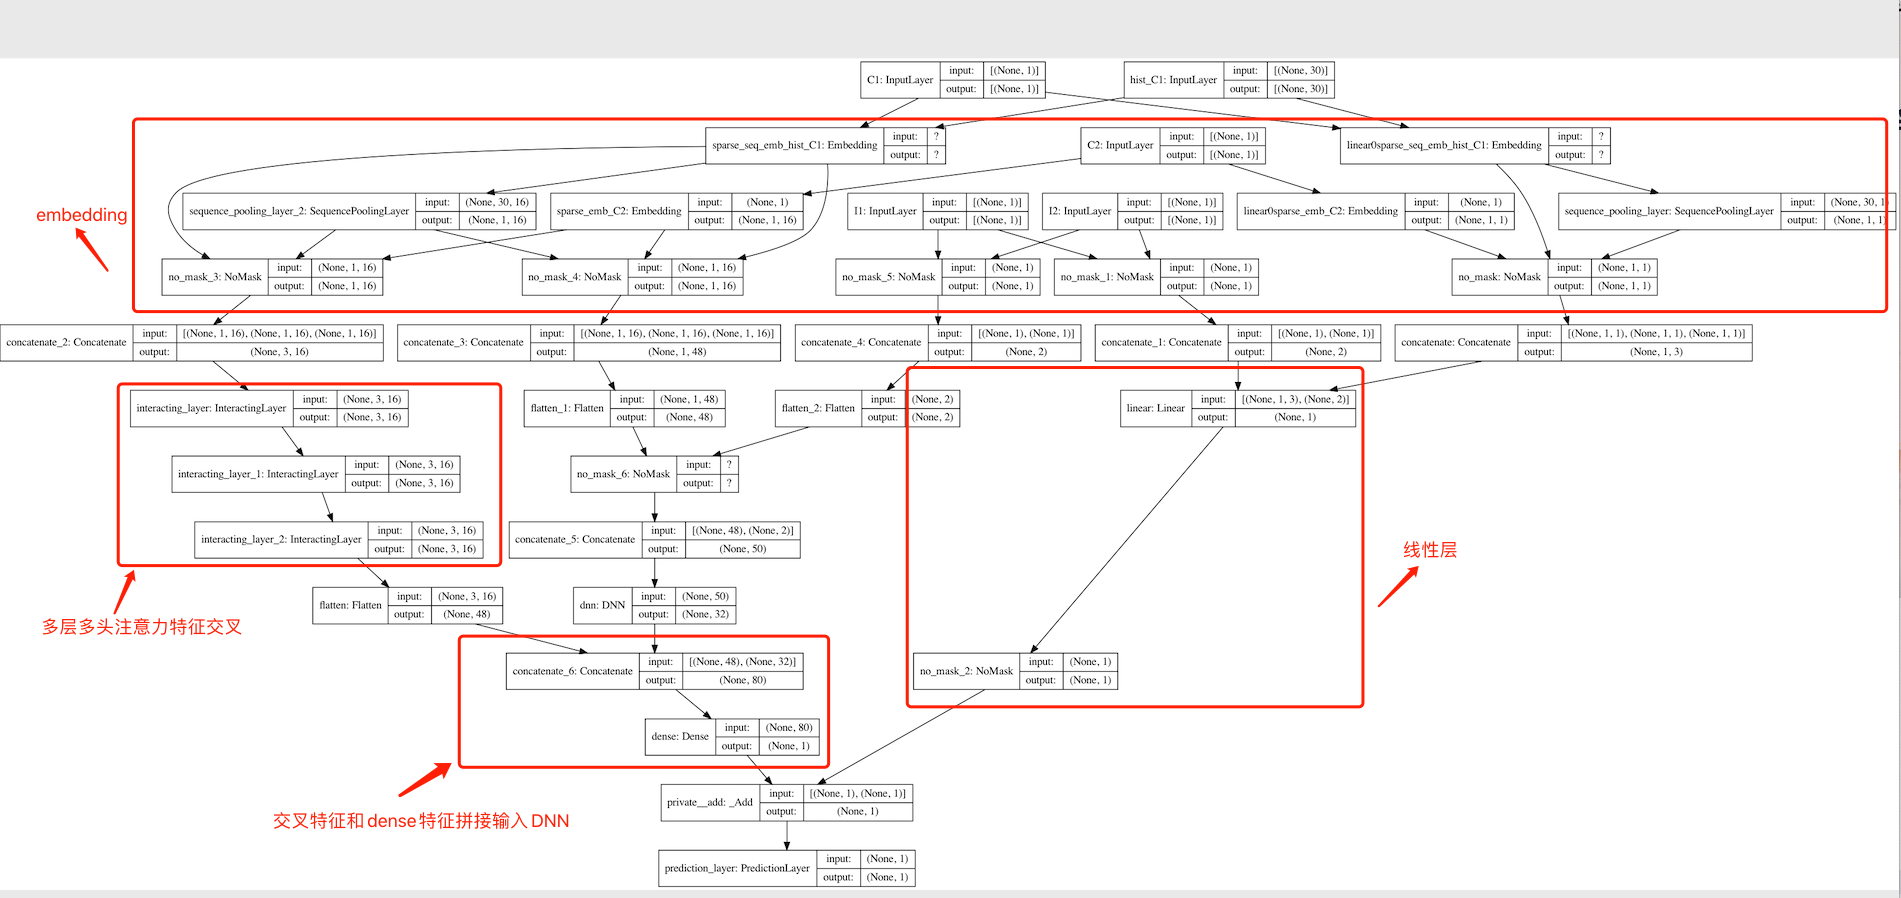 C1: InputLayer input: [(None, 1)] output: [(None, 1)]
hist_C1: InputLayer input: [(None, 30)] output: [(None, 30)]
sparse_seq_emb_hist_C1: Embedding input: ? output: ?
C2: InputLayer input: [(None, 1)] output: [(None, 1)]
linear0sparse_seq_emb_hist_C1: Embedding input: ? output: ?
embedding
sequence_pooling_layer_2: SequencePoolingLayer input: (None, 30, 16) output: (None, 1, 16)
sparse_emb_C2: Embedding input: (None, 1) output: (None, 1, 16)
I1: InputLayer input: [(None, 1)] output: [(None, 1)]
I2: InputLayer input: [(None, 1)] output: [(None, 1)]
linear0sparse_emb_C2: Embedding input: (None, 1) output: (None, 1, 1)
sequence_pooling_layer: SequencePoolingLayer input: (None, 30, 1) output: (None, 1, 1)
no_mask_3: NoMask input: (None, 1, 16) output: (None, 1, 16)
no_mask_4: NoMask input: (None, 1, 16) output: (None, 1, 16)
no_mask_5: NoMask input: (None, 1) output: (None, 1)
no_mask_1: NoMask input: (None, 1) output: (None, 1)
no_mask: NoMask input: (None, 1, 1) output: (None, 1, 1)
concatenate_2: Concatenate input: [(None, 1, 16), (None, 1, 16), (None, 1, 16)] output: (None, 3, 16)
concatenate_3: Concatenate input: [(None, 1, 16), (None, 1, 16), (None, 1, 16)] output: (None, 1, 48)
concatenate_4: Concatenate input: [(None, 1), (None, 1)] output: (None, 2)
concatenate_1: Concatenate input: [(None, 1), (None, 1)] output: (None, 2)
concatenate: Concatenate input: [(None, 1, 1), (None, 1, 1), (None, 1, 1)] output: (None, 1, 3)
interacting_layer: InteractingLayer input: (None, 3, 16) output: (None, 3, 16)
flatten_1: Flatten input: (None, 1, 48) output: (None, 48)
flatten_2: Flatten input: (None, 2) output: (None, 2)
linear: Linear input: [(None, 1, 3), (None, 2)] output: (None, 1)
interacting_layer_1: InteractingLayer input: (None, 3, 16) output: (None, 3, 16)
no_mask_6: NoMask input: ? output: ?
interacting_layer_2: InteractingLayer input: (None, 3, 16) output: (None, 3, 16)
concatenate_5: Concatenate input: [(None, 48), (None, 2)] output: (None, 50)
线性层
flatten: Flatten input: (None, 3, 16) output: (None, 48)
dnn: DNN input: (None, 50) output: (None, 32)
多层多头注意力特征交叉
concatenate_6: Concatenate input: [(None, 48), (None, 32)] output: (None, 80)
no_mask_2: NoMask input: (None, 1) output: (None, 1)
dense: Dense input: (None, 80) output: (None, 1)
private__add: _Add input: [(None, 1), (None, 1)] output: (None, 1)
交叉特征和dense特征拼接输入DNN
prediction_layer: PredictionLayer input: (None, 1) output: (None, 1)